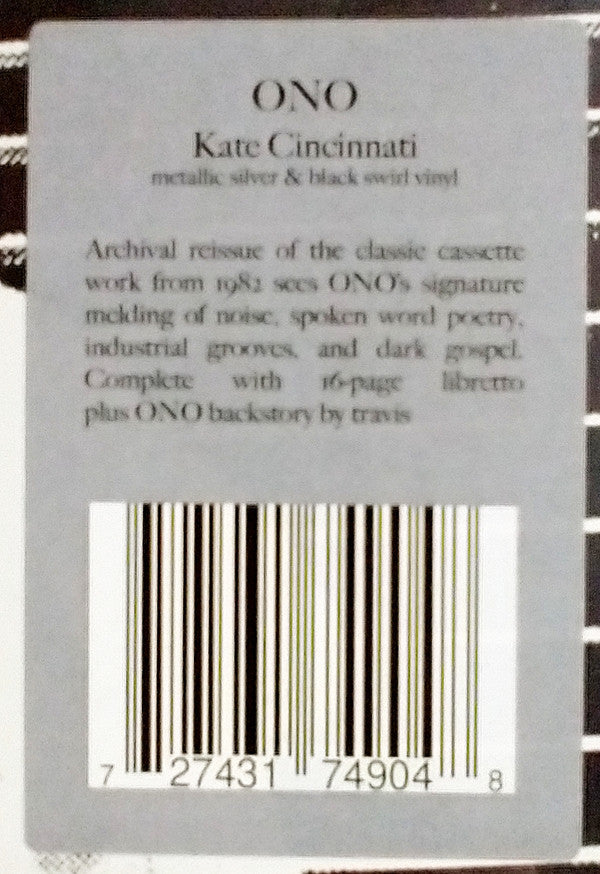 ONO
Kate Cincinnati
metallic silver & black swirl vinyl
Archival reissue of the classic cassette
work from 1982 sees ONO's signature
melding of noise, spoken word poetry,
industrial grooves, and dark gospel.
Complete with 16-page libretto
plus ONO backstory by travis
7 27431 74904 8